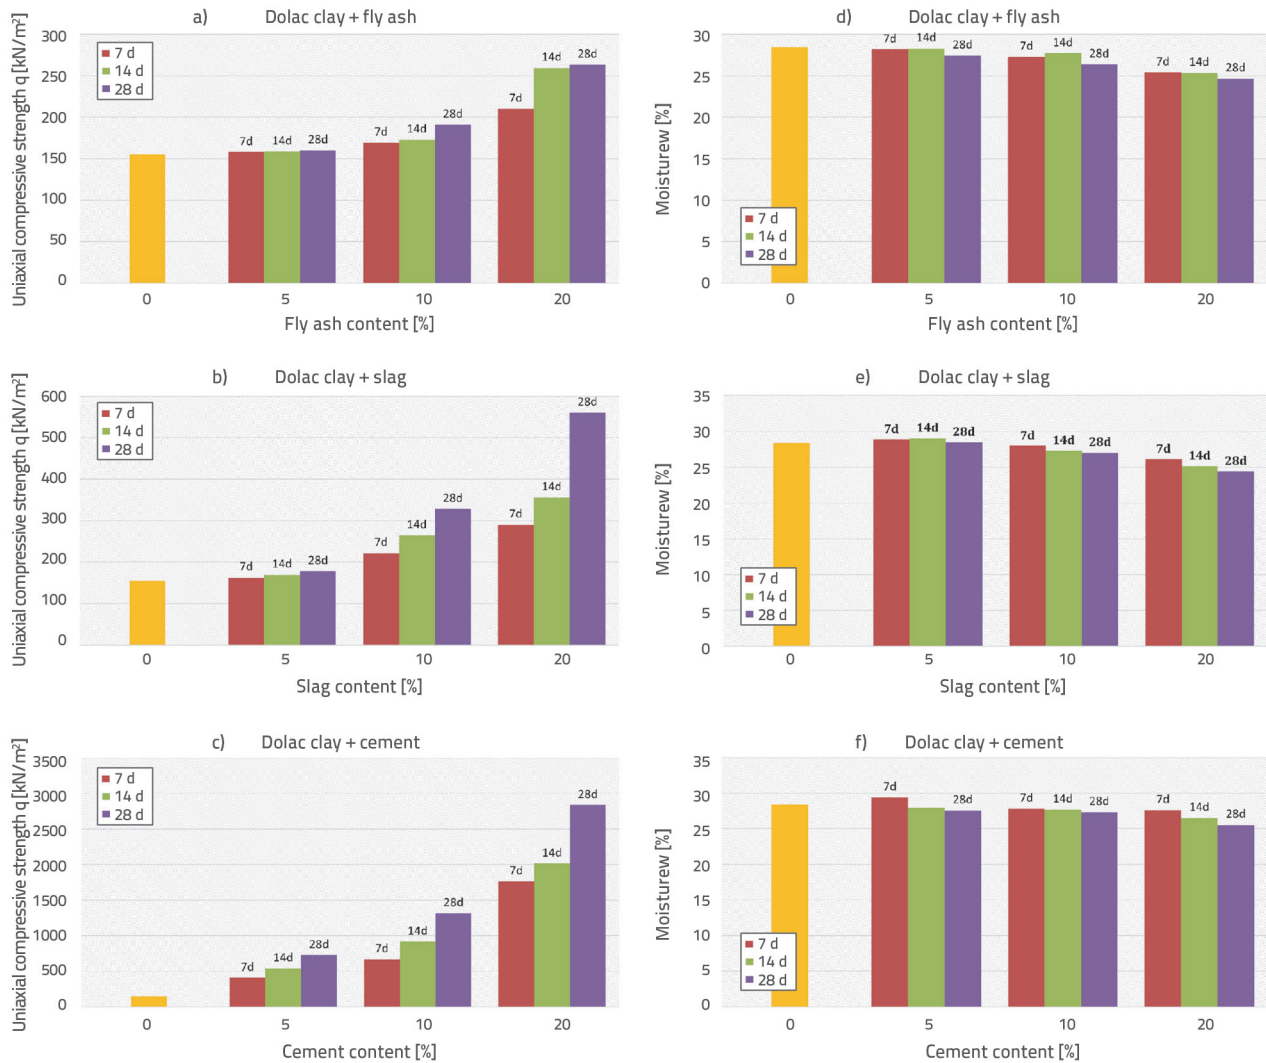 a) Dolac clay + fly ash
Uniaxial compressive strength q [kN/m²]
300
250
200
150
100
50
0
7 d
14 d
28 d
7d 14d 28d
7d 14d 28d
7d 14d 28d
0 5 10 20
Fly ash content [%]
d) Dolac clay + fly ash
Moisturew [%]
30
25
20
15
10
5
0
7 d
14 d
28 d
7d 14d 28d
7d 14d 28d
7d 14d 28d
0 5 10 20
Fly ash content [%]
b) Dolac clay + slag
Uniaxial compressive strength q [kN/m²]
600
500
400
300
200
100
0
7 d
14 d
28 d
7d 14d 28d
7d 14d 28d
7d 14d 28d
0 5 10 20
Slag content [%]
e) Dolac clay + slag
Moisturew [%]
35
30
25
20
15
10
5
0
7 d
14 d
28 d
7d 14d 28d
7d 14d 28d
7d 14d 28d
0 5 10 20
Slag content [%]
c) Dolac clay + cement
Uniaxial compressive strength q [kN/m²]
3500
3000
2500
2000
1500
1000
500
0
7 d
14 d
28 d
7d 14d 28d
7d 14d 28d
7d 14d 28d
0 5 10 20
Cement content [%]
f) Dolac clay + cement
Moisturew [%]
35
30
25
20
15
10
5
0
7 d
14 d
28 d
7d 28d
7d 14d 28d
7d 14d 28d
0 5 10 20
Cement content [%]